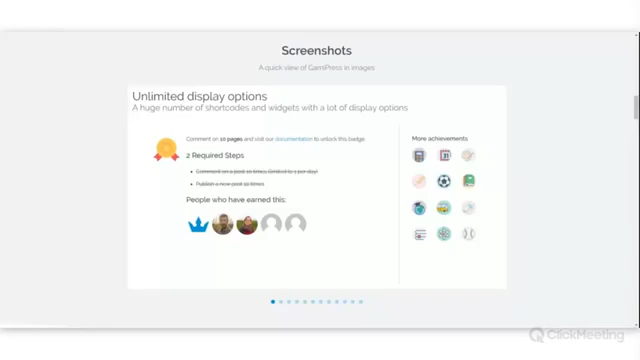 Screenshots
A quick view of GamiPress in images
Unlimited display options
A huge number of shortcodes and widgets with a lot of display options
Comment on 10 pages and visit our documentation to unlock this badge
2 Required Steps
Comment on a post 10 times (limited to 1 per day)
Publish a new post 10 times
People who have earned this:
More achievements
31
ClickMeeting